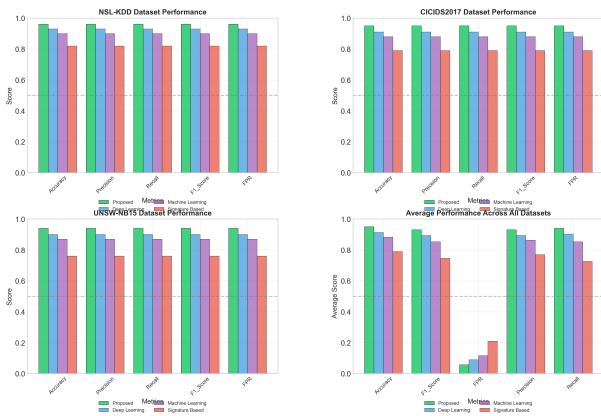 NSL-KDD Dataset Performance
Score
1.0
0.8
0.6
0.4
0.2
0.0
Accuracy
Precision
Recall
F1_Score
FPR
Metrics
Proposed
Deep Learning
Machine Learning
Signature Based
CICIDS2017 Dataset Performance
Score
1.0
0.8
0.6
0.4
0.2
0.0
Accuracy
Precision
Recall
F1_Score
FPR
Metrics
Proposed
Deep Learning
Machine Learning
Signature Based
UNSW-NB15 Dataset Performance
Score
1.0
0.8
0.6
0.4
0.2
0.0
Accuracy
Precision
Recall
F1_Score
FPR
Metrics
Proposed
Deep Learning
Machine Learning
Signature Based
Average Performance Across All Datasets
Average Score
1.0
0.8
0.6
0.4
0.2
0.0
Accuracy
F1_Score
FPR
Precision
Recall
Metrics
Proposed
Deep Learning
Machine Learning
Signature Based